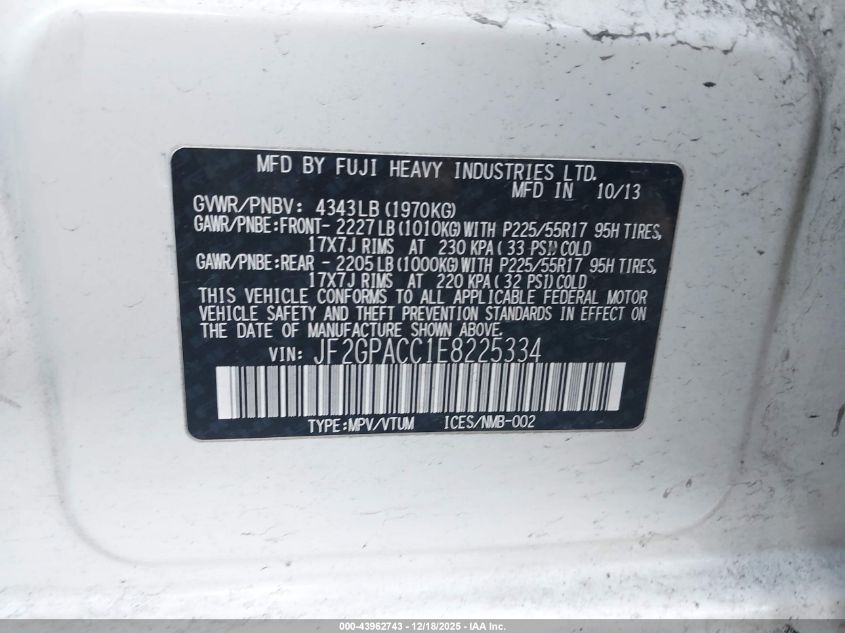 MFD BY FUJI HEAVY INDUSTRIES LTD.
MFD IN 10/13
GVWR/PNBV: 4343LB (1970KG)
GAWR/PNBE:FRONT- 2227LB (1010KG) WITH P225/55R17 95H TIRES,
17X7J RIMS AT 230 KPA ( 33 PSI) COLD
GAWR/PNBE:REAR - 2205LB (1000KG) WITH P225/55R17 95H TIRES,
17X7J RIMS AT 220 KPA ( 32 PSI) COLD
THIS VEHICLE CONFORMS TO ALL APPLICABLE FEDERAL MOTOR
VEHICLE SAFETY AND THEFT PREVENTION STANDARDS IN EFFECT ON
THE DATE OF MANUFACTURE SHOWN ABOVE.
VIN: JF2GPACC1E8225334
TYPE:MPV/VTUM ICES/NMB-002
000-43962743 - 12/18/2025 - IAA Inc.